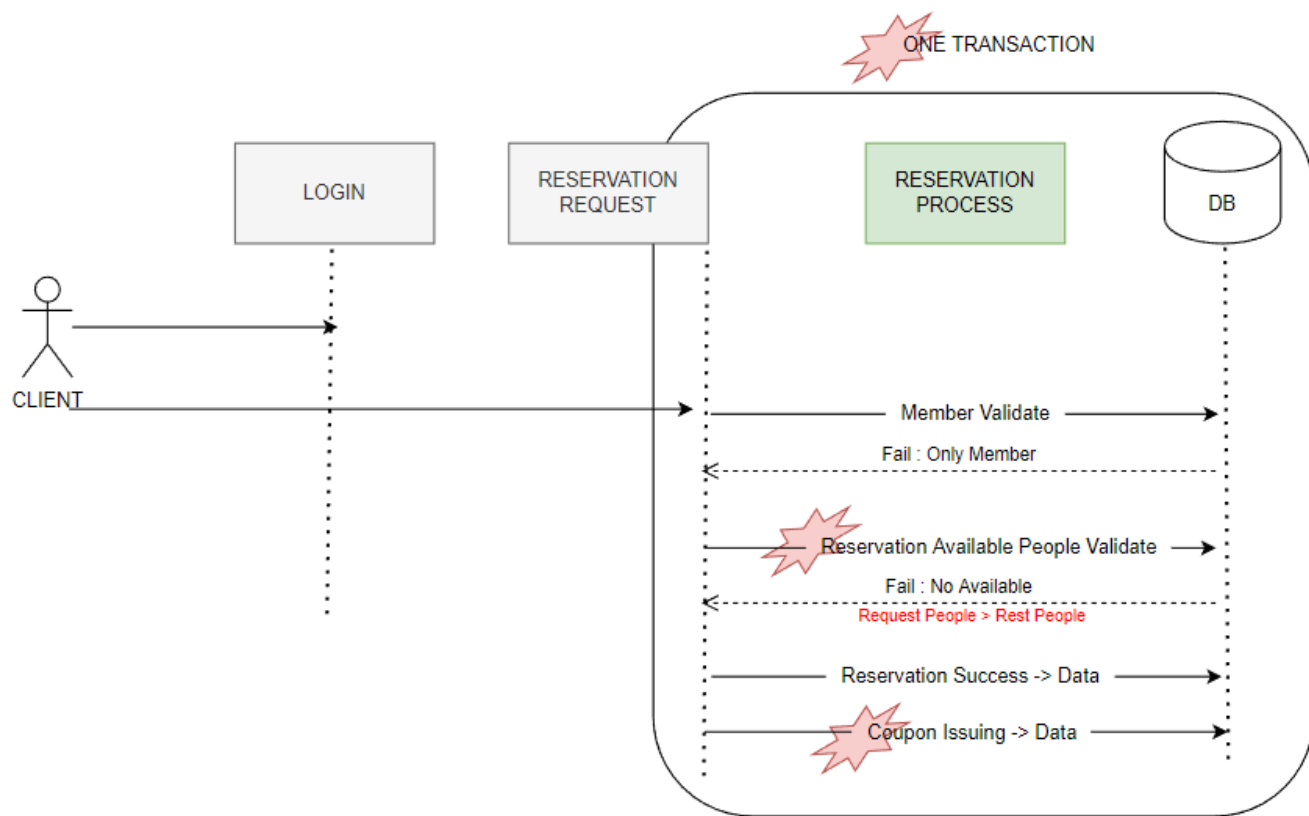 ONE TRANSACTION
LOGIN
RESERVATION
REQUEST
RESERVATION
PROCESS
DB
CLIENT
Member Validate
Fail : Only Member
Reservation Available People Validate
Fail : No Available
Request People > Rest People
Reservation Success -> Data
Coupon Issuing -> Data